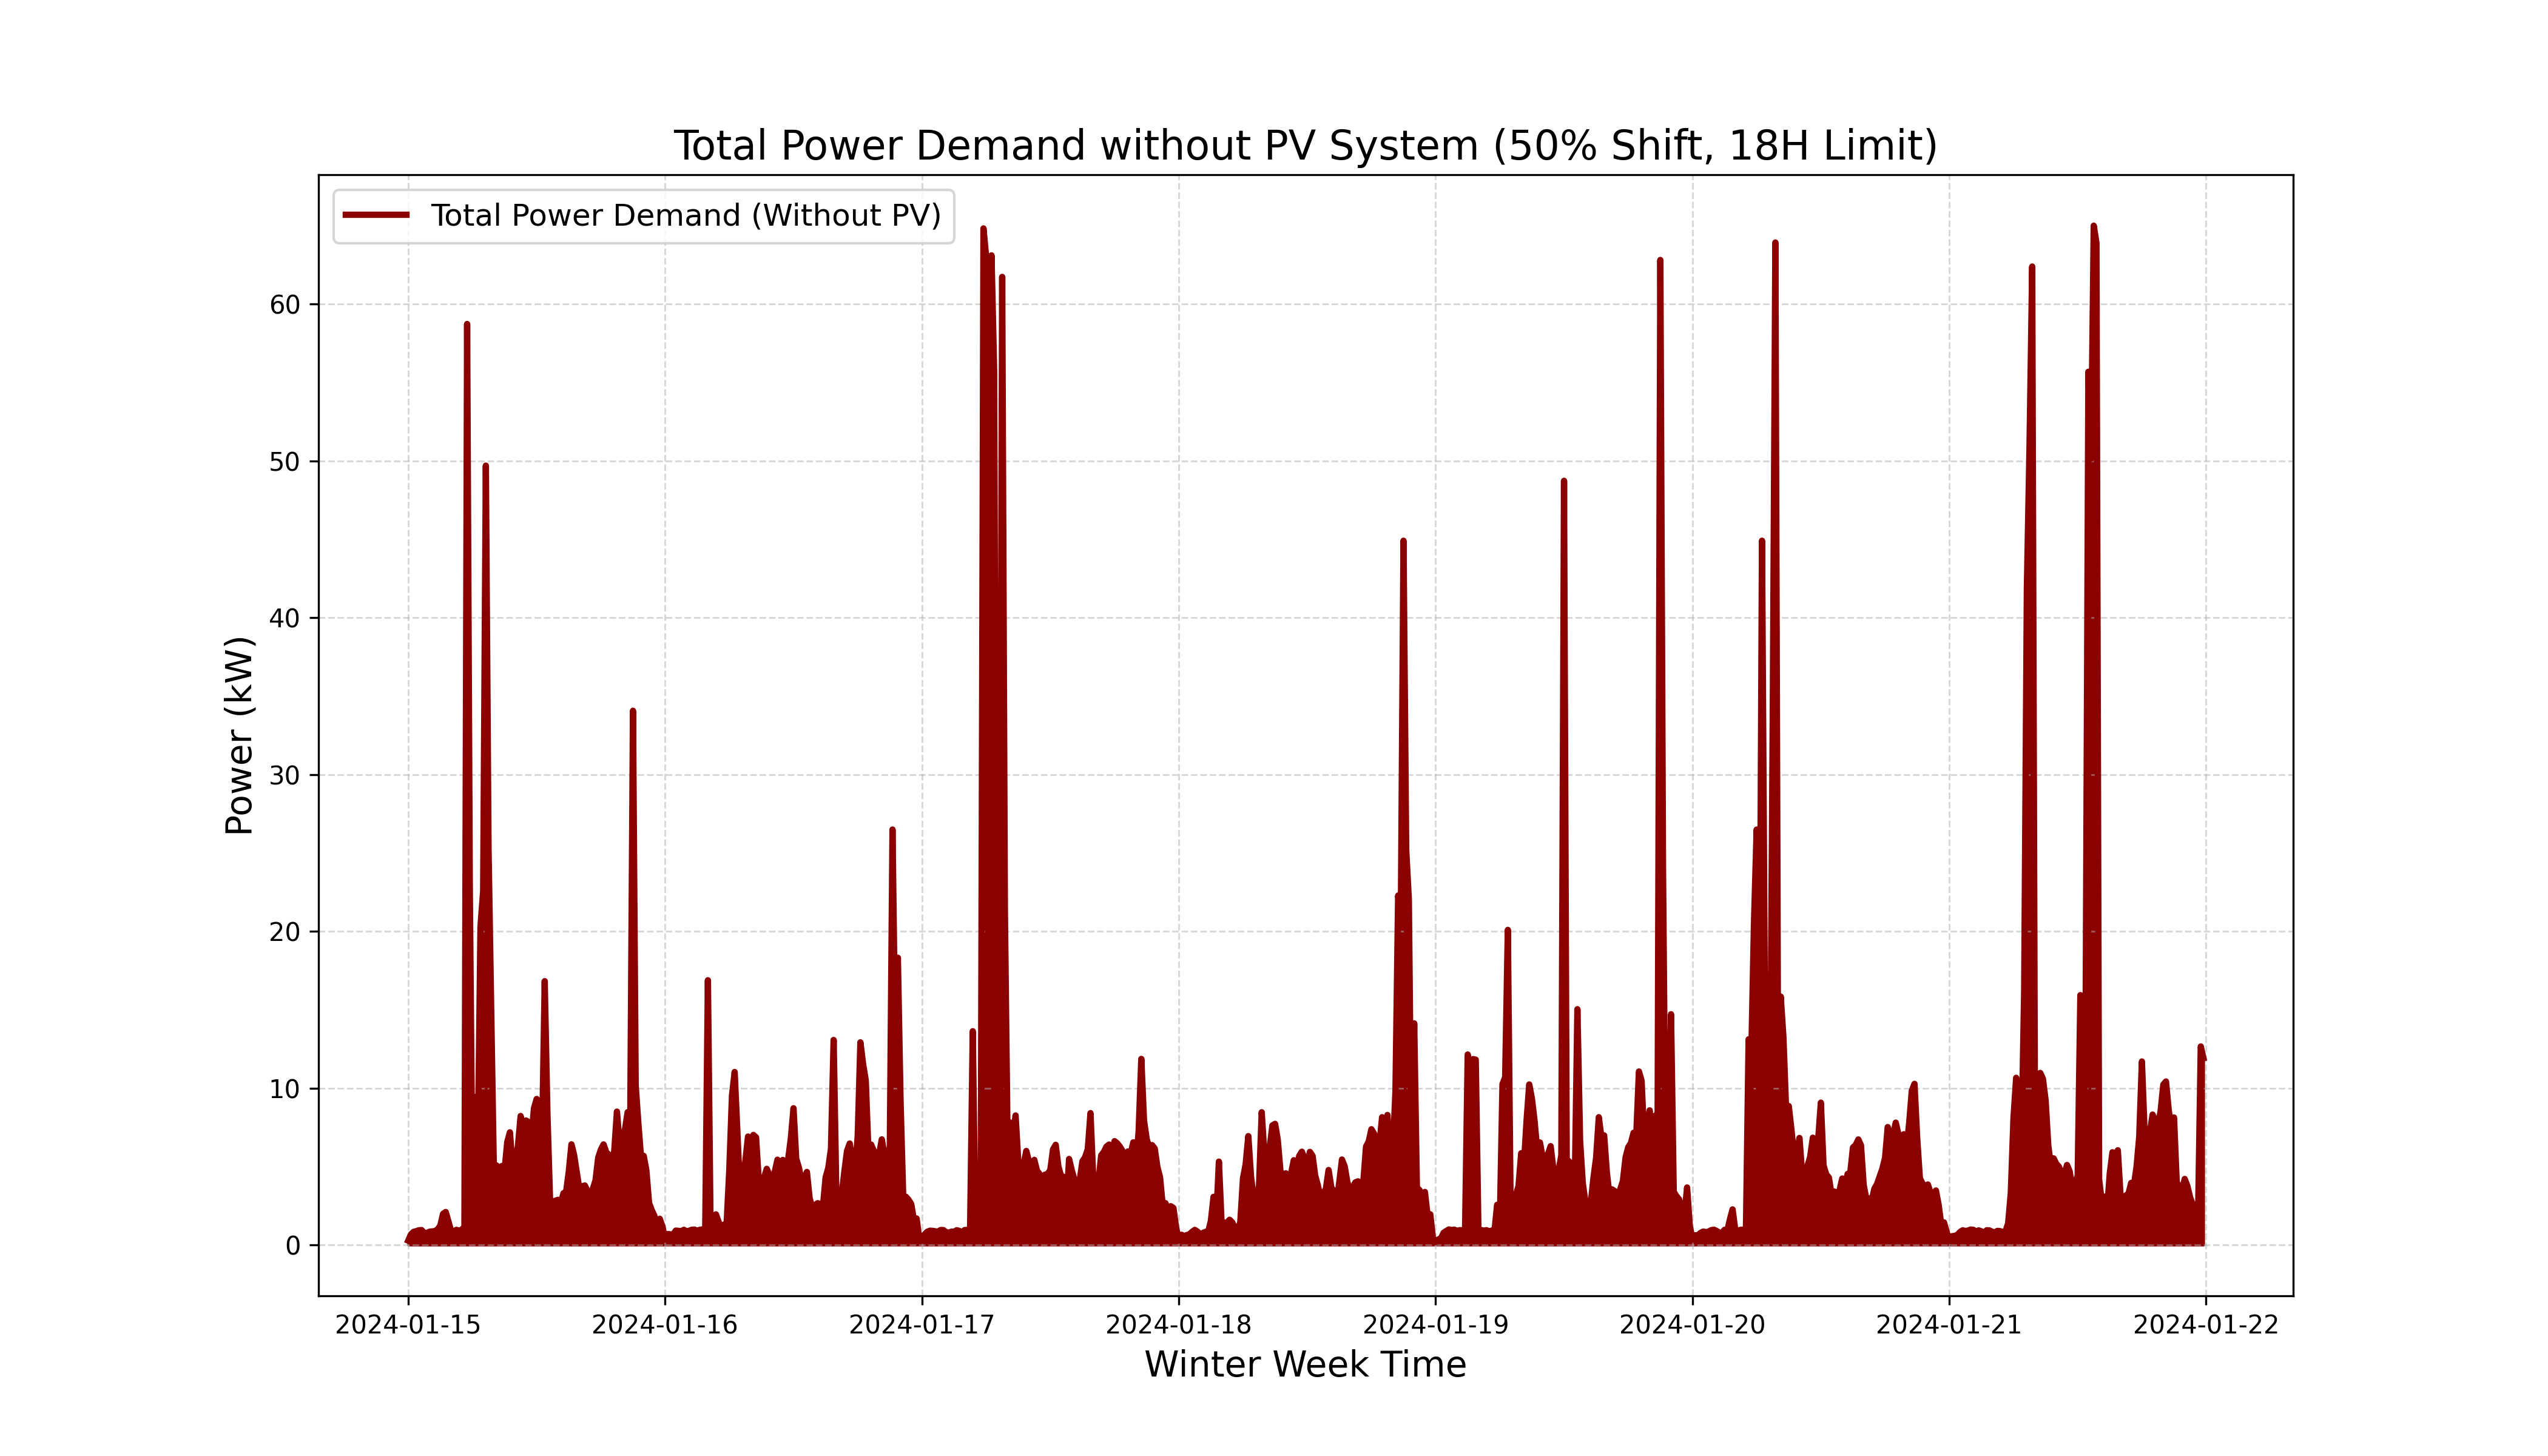 Total Power Demand without PV System (50% Shift, 18H Limit)
Total Power Demand (Without PV)
Power (kW)
60
50
40
30
20
10
0
2024-01-15 2024-01-16 2024-01-17 2024-01-18 2024-01-19 2024-01-20 2024-01-21 2024-01-22
Winter Week Time